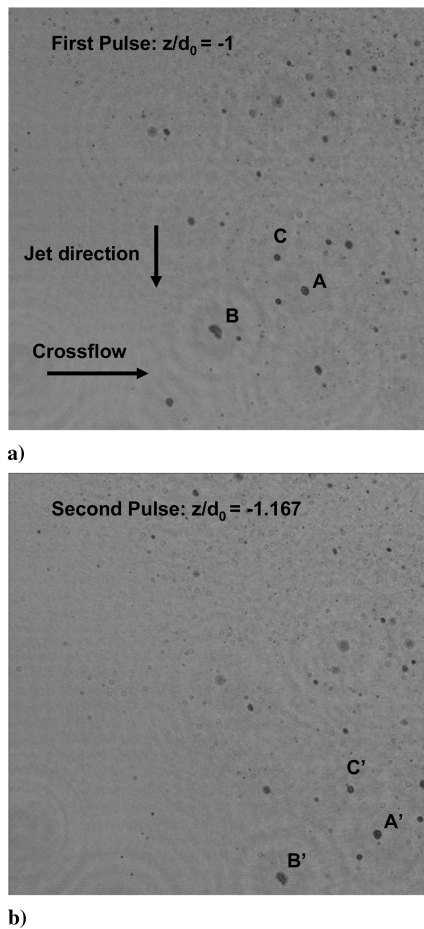 First Pulse: z/d0 = -1
C
Jet direction
A
B
Crossflow
a)
Second Pulse: z/d0 = -1.167
C’
A’
B’
b)